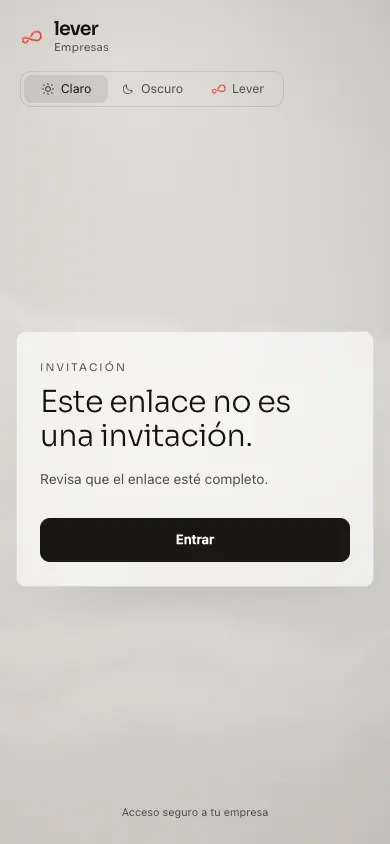 lever
Empresas
Claro Oscuro Lever
INVITACIÓN
Este enlace no es
una invitación.
Revisa que el enlace esté completo.
Entrar
Acceso seguro a tu empresa